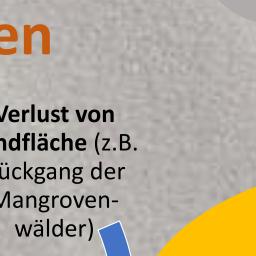 en
Verlust von
ndfläche (z.B.
ückgang der
Mangroven-
wälder)